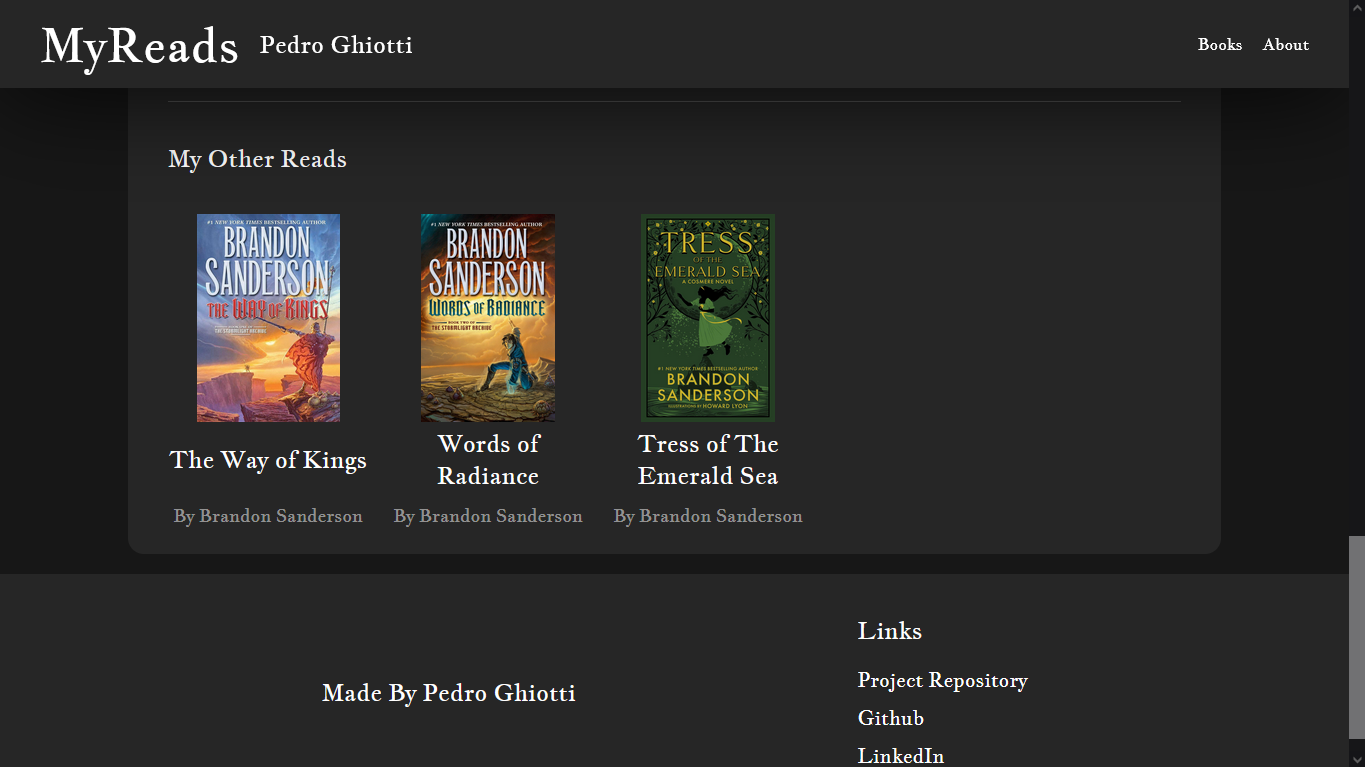 MyReads
Pedro Ghiotti
Books
About
My Other Reads
#1 NEW YORK TIMES BESTSELLING AUTHOR
BRANDON
SANDERSON
THE WAY OF KINGS
THE STORMLIGHT ARCHIVE
#1 NEW YORK TIMES BESTSELLING AUTHOR
BRANDON
SANDERSON
WORDS OF RADIANCE
BOOK TWO OF
THE STORMLIGHT ARCHIVE
TRESS
OF THE
EMERALD SEA
A COSMERE NOVEL
#1 NEW YORK TIMES BESTSELLING AUTHOR
BRANDON
SANDERSON
ILLUSTRATIONS BY HOWARD LYON
The Way of Kings
By Brandon Sanderson
Words of
Radiance
By Brandon Sanderson
Tress of The
Emerald Sea
By Brandon Sanderson
Made By Pedro Ghiotti
Links
Project Repository
Github
LinkedIn